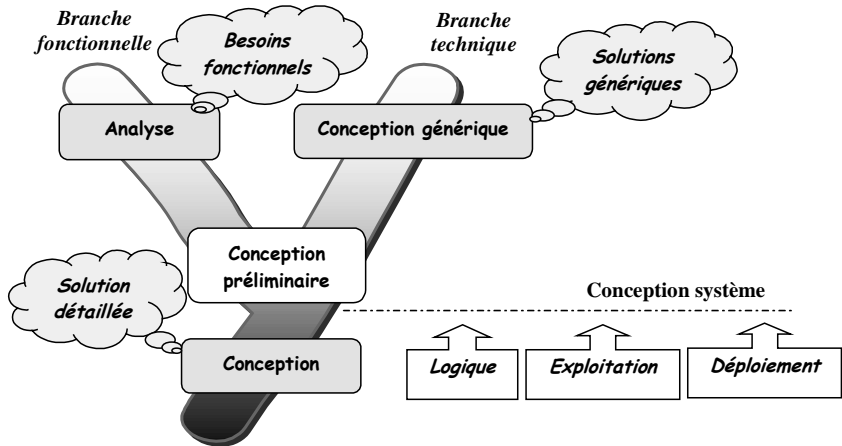 Branche
fonctionnelle
Besoins
fonctionnels
Branche
technique
Solutions
génériques
Analyse
Conception générique
Conception
préliminaire
Solution
détaillée
Conception système
Conception
Logique
Exploitation
Déploiement